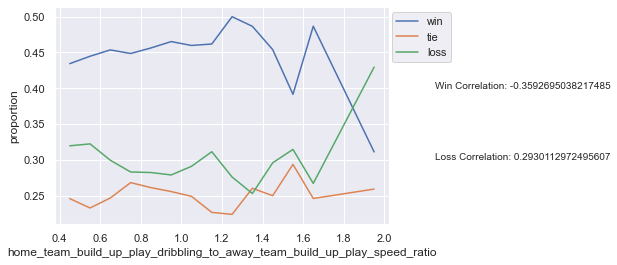 0.50
0.45
0.40
0.35
0.30
0.25
proportion
0.4 0.6 0.8 1.0 1.2 1.4 1.6 1.8 2.0
home_team_build_up_play_dribbling_to_away_team_build_up_play_speed_ratio
win
tie
loss
Win Correlation: -0.3592695038217485
Loss Correlation: 0.2930112972495607